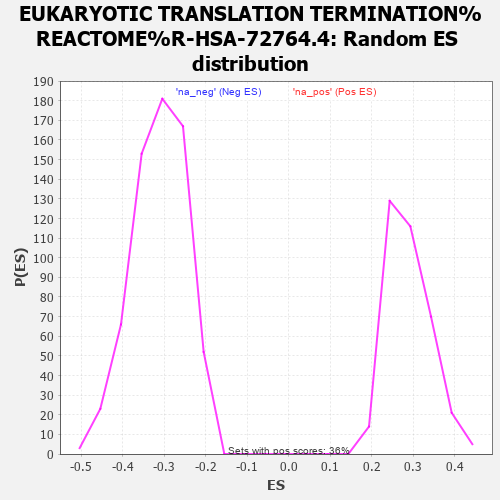 EUKARYOTIC TRANSLATION TERMINATION%
REACTOME%R-HSA-72764.4: Random ES
distribution
'na_neg' (Neg ES) 'na_pos' (Pos ES)
190
180
170
160
150
140
130
120
110
100
90
80
70
60
50
40
30
20
10
0
P(ES)
Sets with pos scores: 36%
-0.5 -0.4 -0.3 -0.2 -0.1 0.0 0.1 0.2 0.3 0.4
ES